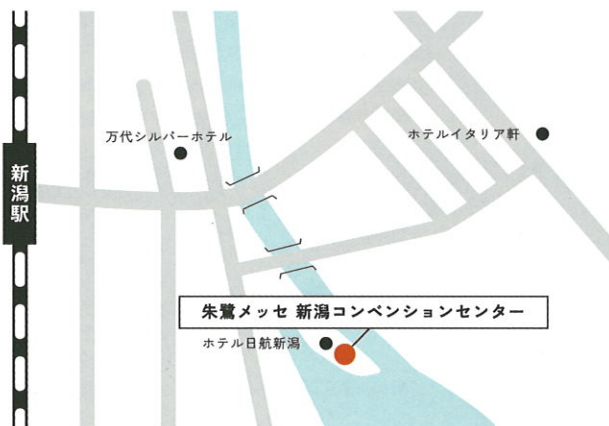 万代シルバーホテル
ホテルイタリア軒
新潟駅
朱鷺メッセ 新潟コンベンションセンター
ホテル日航新潟